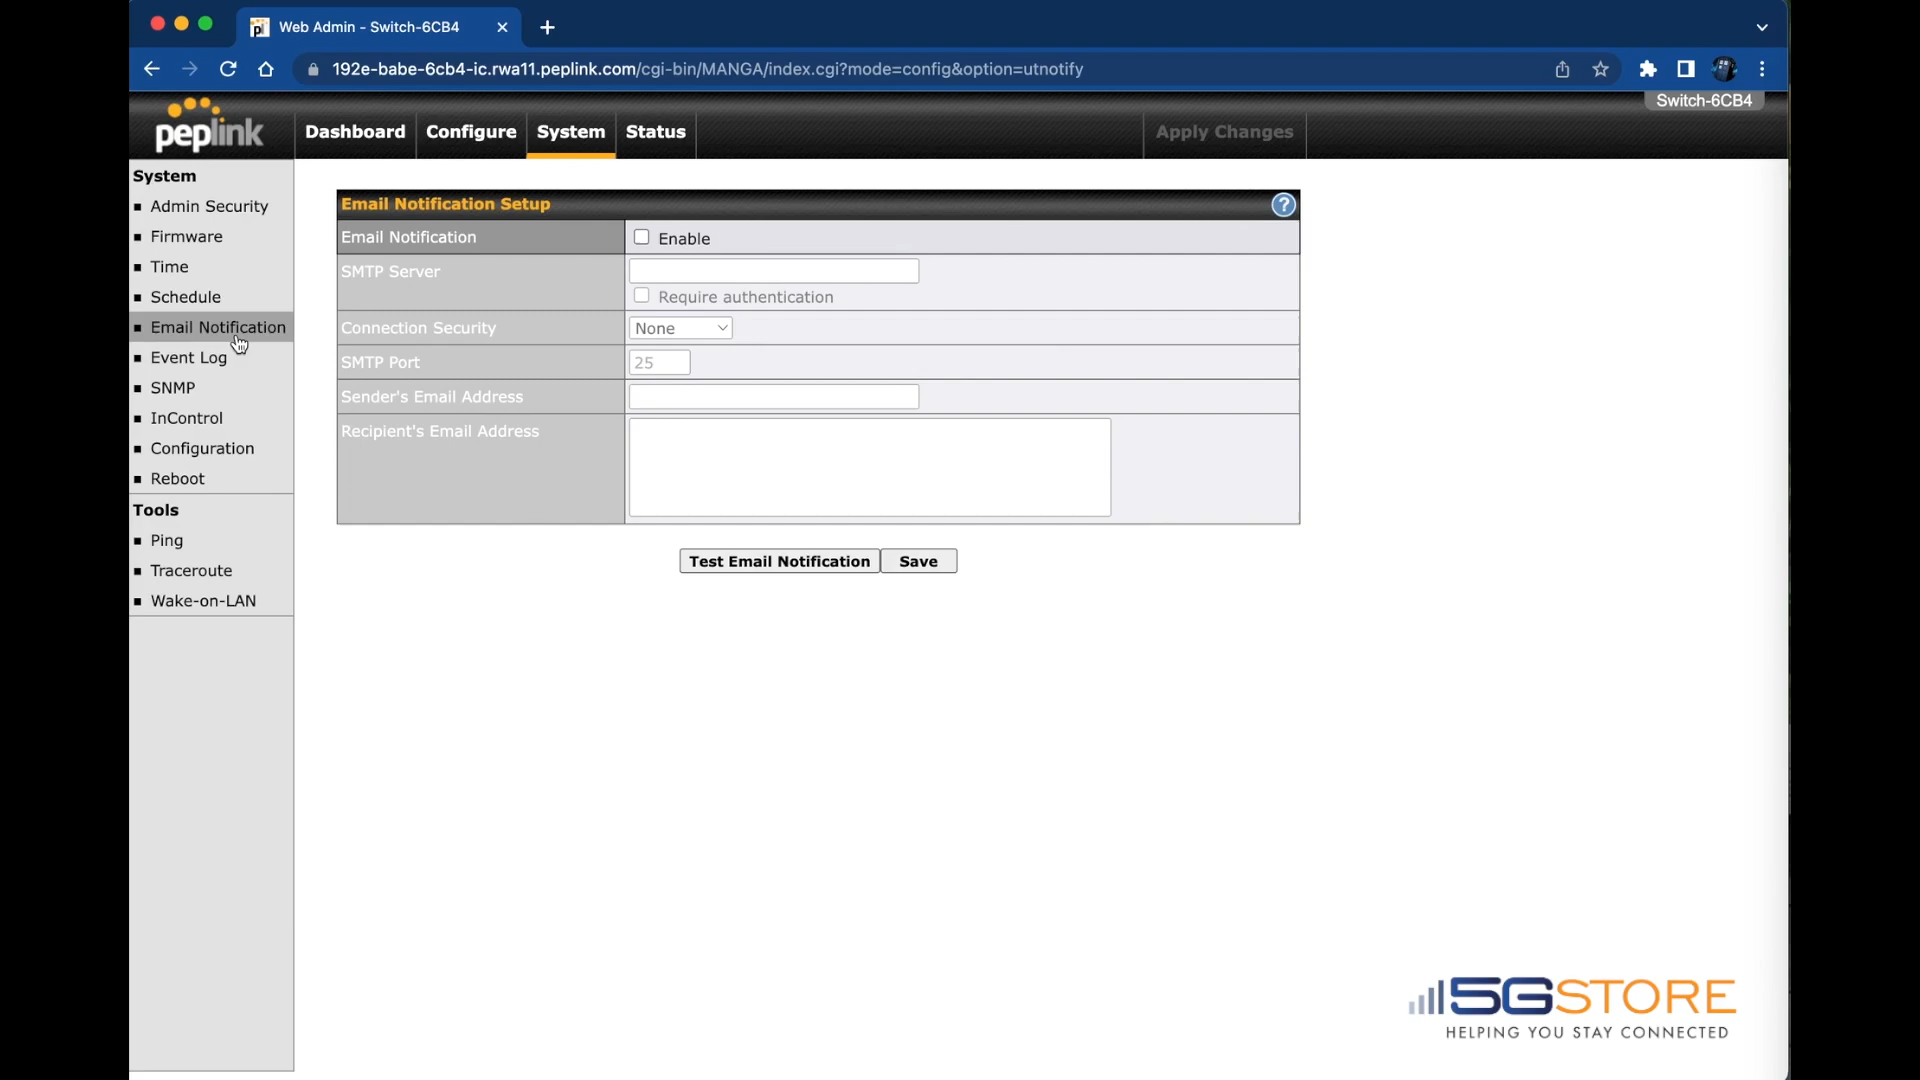 Web Admin - Switch-6CB4
192e-babe-6cb4-ic.rwa11.peplink.com/cgi-bin/MANGA/index.cgi?mode=config&option=utnotify
Switch-6CB4
peplink
Dashboard
Configure
System
Status
Apply Changes
System
Admin Security
Firmware
Time
Schedule
Email Notification
Event Log
SNMP
InControl
Configuration
Reboot
Tools
Ping
Traceroute
Wake-on-LAN
Email Notification Setup
?
Email Notification
Enable
SMTP Server
Require authentication
Connection Security
None
SMTP Port
25
Sender's Email Address
Recipient's Email Address
Test Email Notification
Save
5GSTORE
HELPING YOU STAY CONNECTED